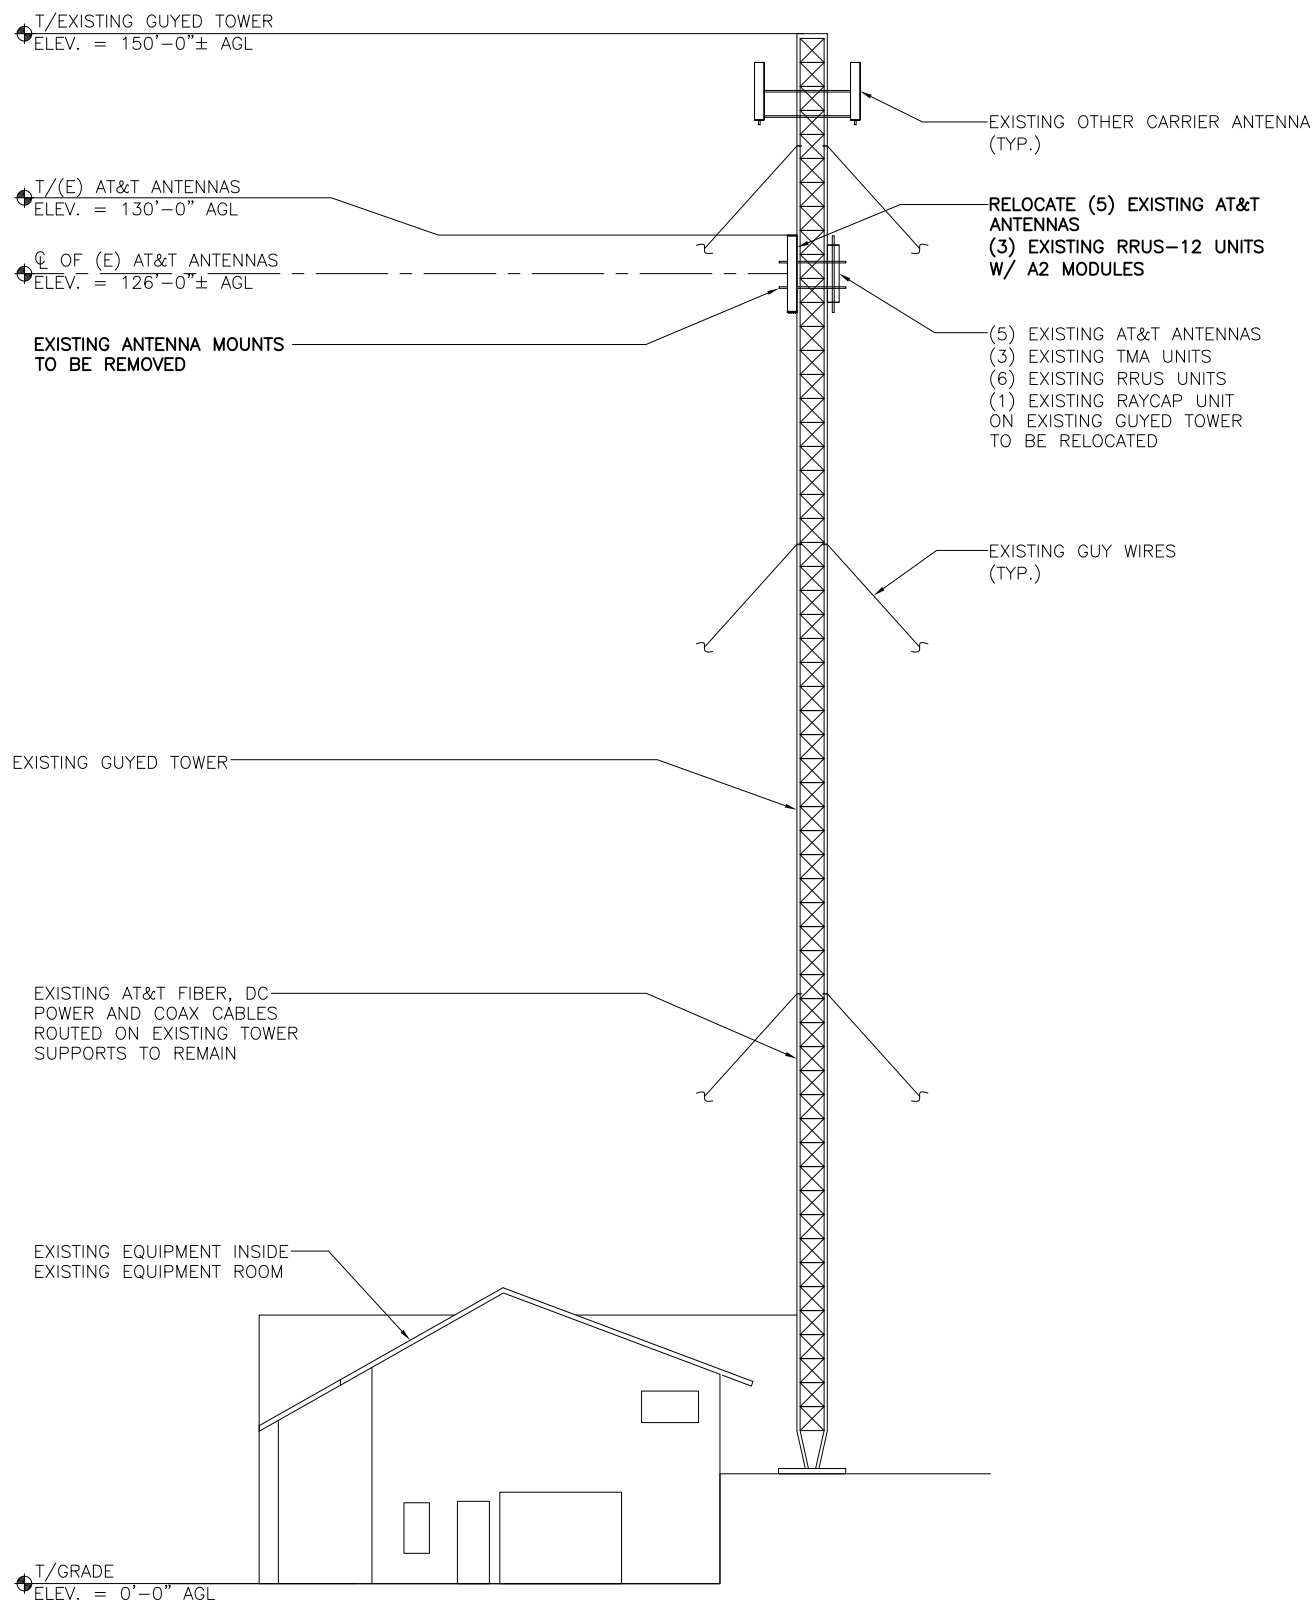 T/EXISTING GUYED TOWER
ELEV. = 150'-0"± AGL
EXISTING OTHER CARRIER ANTENNA
(TYP.)
T/(E) AT&T ANTENNAS
ELEV. = 130'-0" AGL
RELOCATE (5) EXISTING AT&T
ANTENNAS
(3) EXISTING RRUS-12 UNITS
W/ A2 MODULES
℄ OF (E) AT&T ANTENNAS
ELEV. = 126'-0"± AGL
EXISTING ANTENNA MOUNTS
TO BE REMOVED
(5) EXISTING AT&T ANTENNAS
(3) EXISTING TMA UNITS
(6) EXISTING RRUS UNITS
(1) EXISTING RAYCAP UNIT
ON EXISTING GUYED TOWER
TO BE RELOCATED
EXISTING GUY WIRES
(TYP.)
EXISTING GUYED TOWER
EXISTING AT&T FIBER, DC
POWER AND COAX CABLES
ROUTED ON EXISTING TOWER
SUPPORTS TO REMAIN
EXISTING EQUIPMENT INSIDE
EXISTING EQUIPMENT ROOM
T/GRADE
ELEV. = 0'-0" AGL